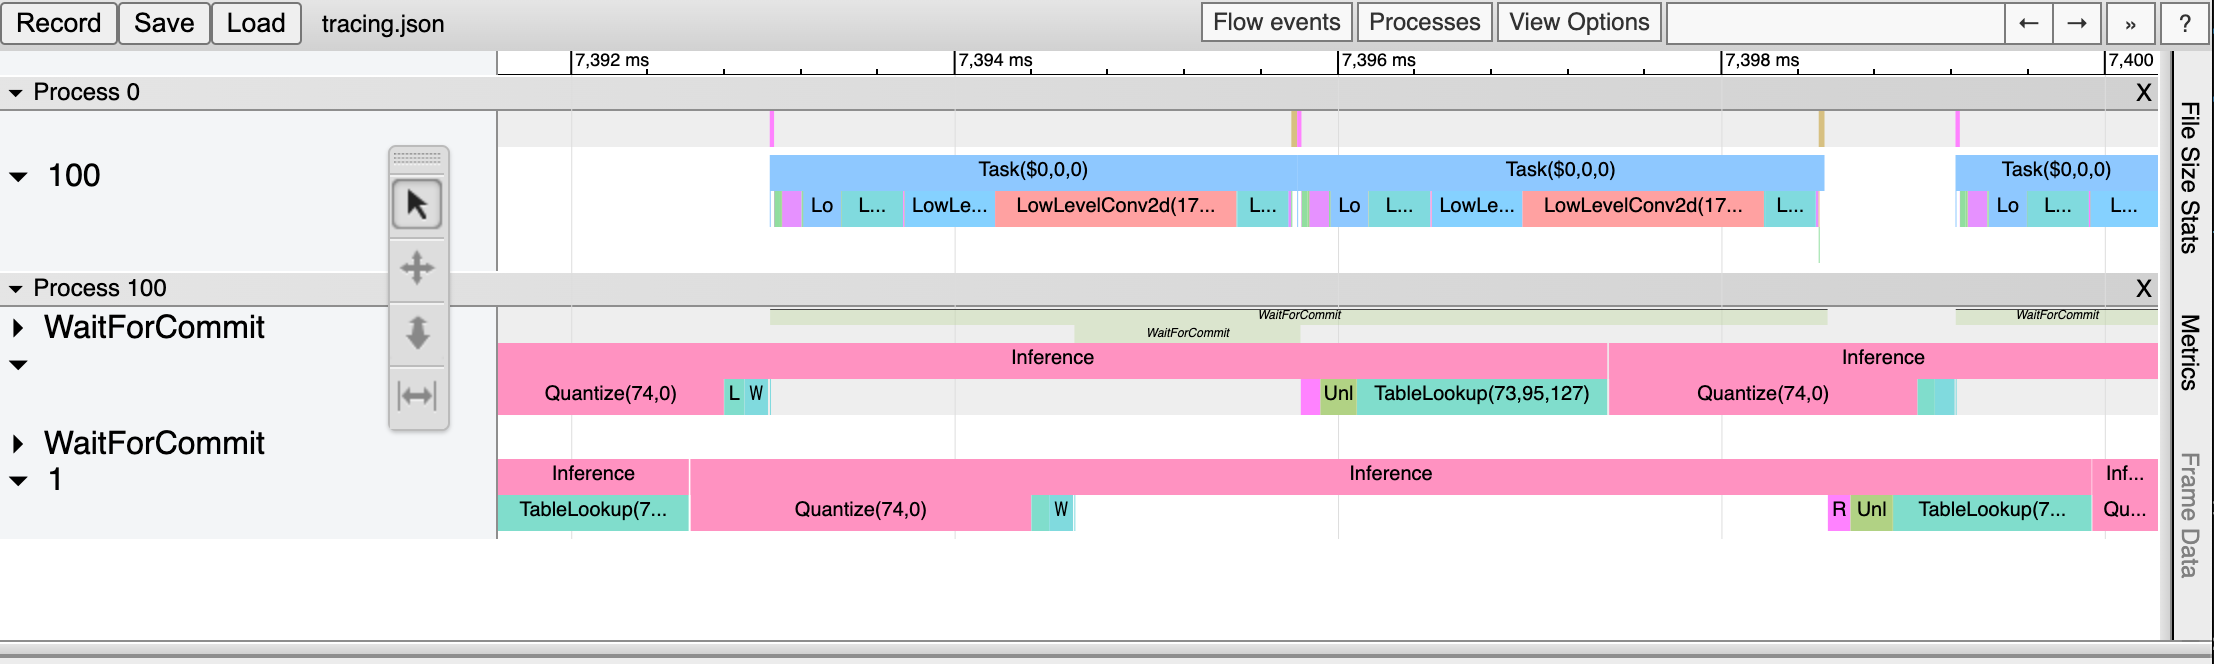 Record Save Load tracing.json Flow events Processes View Options ← → » ?
7,392 ms 7,394 ms 7,396 ms 7,398 ms 7,400
Process 0 X
100 Task($0,0,0) Task($0,0,0) Task($0,0,0)
Lo L... LowLe... LowLevelConv2d(17... L... Lo L... LowLe... LowLevelConv2d(17... L... Lo L... L...
Process 100 X
WaitForCommit WaitForCommit WaitForCommit
WaitForCommit
Inference Inference
Quantize(74,0) L W Unl TableLookup(73,95,127) Quantize(74,0)
WaitForCommit
1 Inference Inference Inf...
TableLookup(7... Quantize(74,0) W R Unl TableLookup(7... Qu...
File Size Stats
Metrics
Frame Data